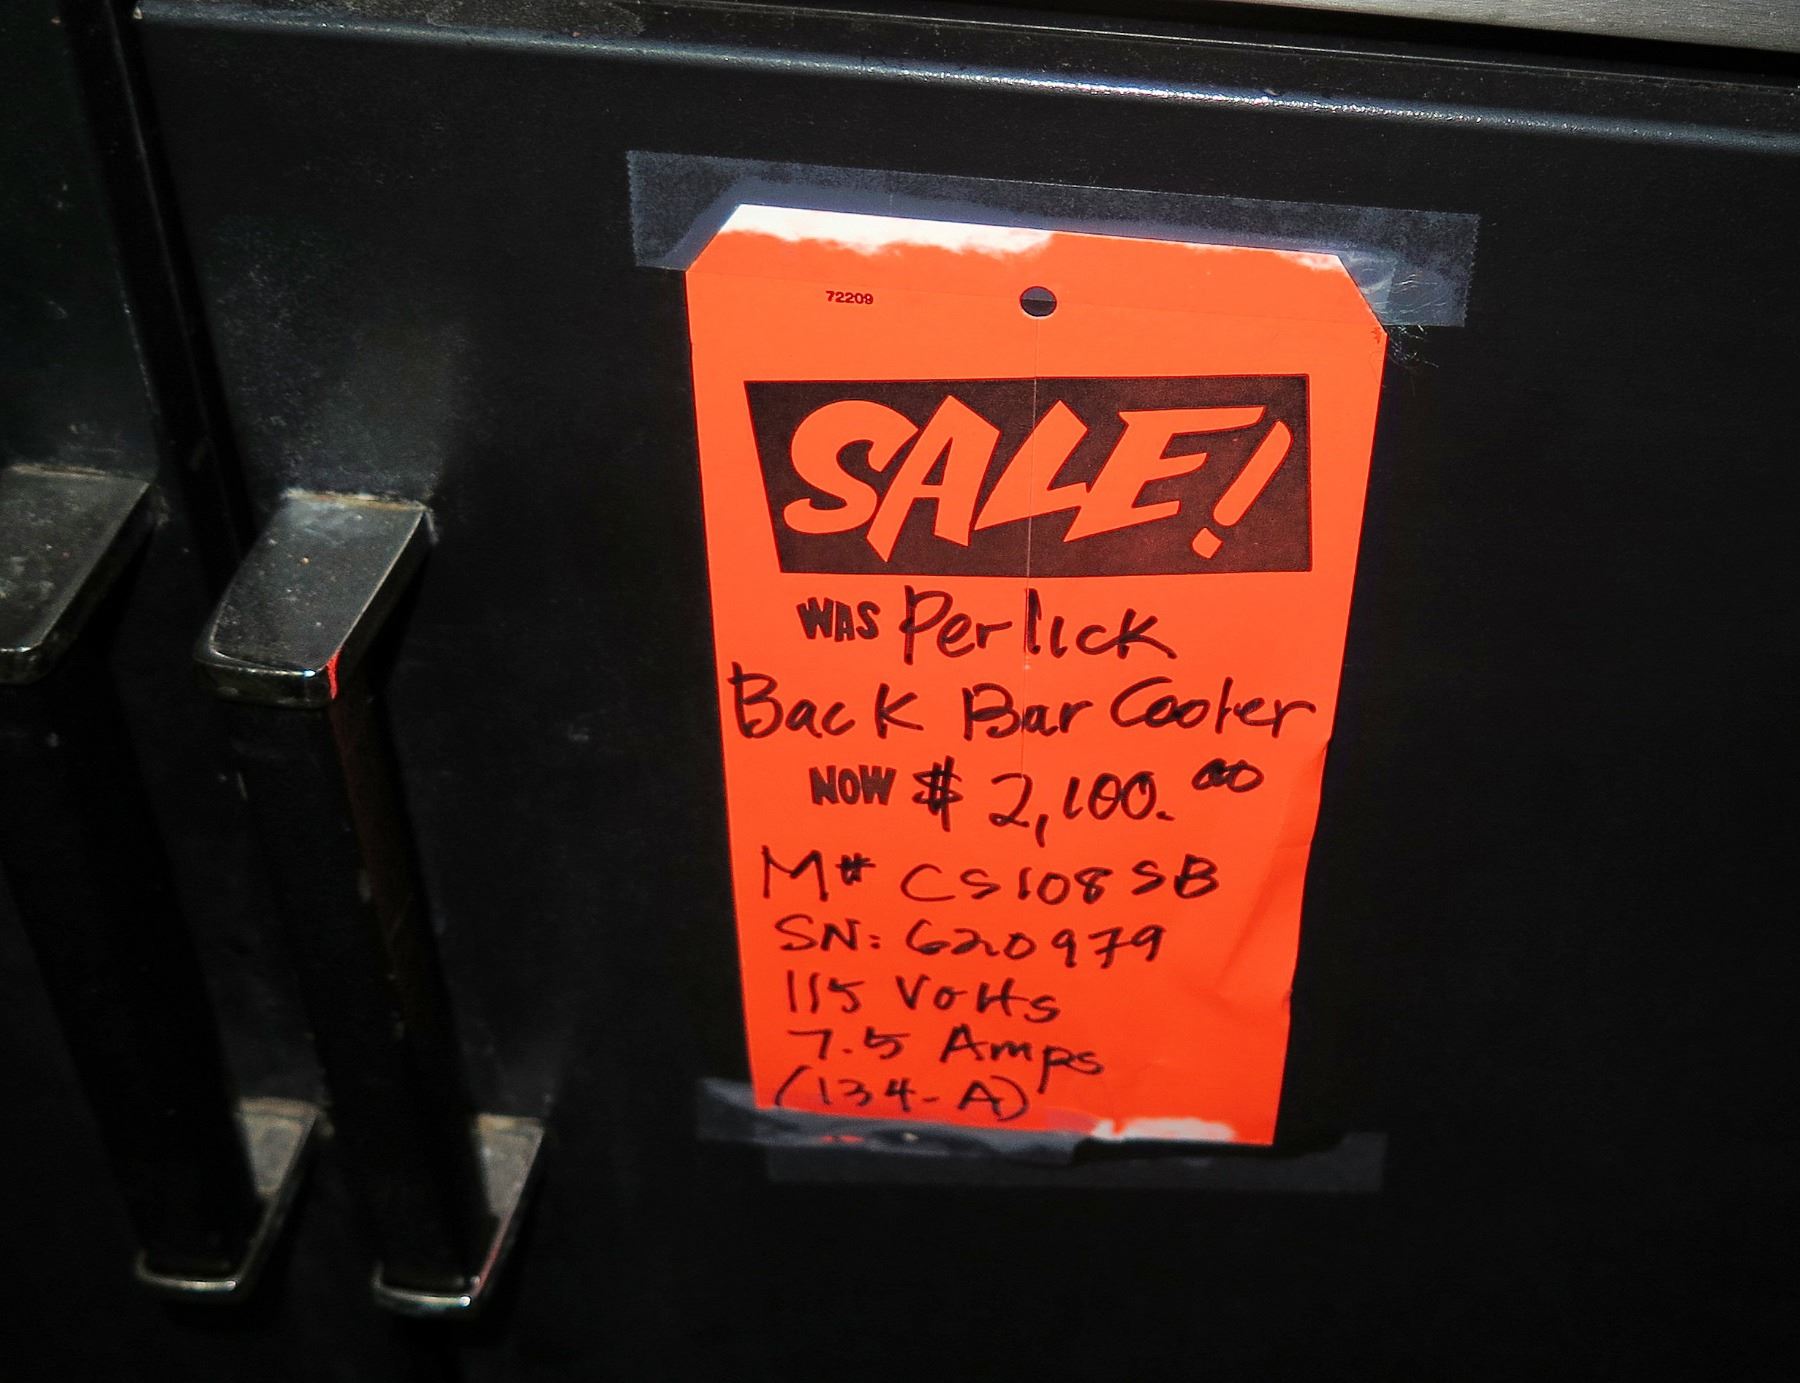 72209
SALE!
WAS Perlick
Back Bar Cooler
NOW $ 2,100.00
M# CS108SB
SN: 620979
115 Volts
7.5 Amps
(134-A)